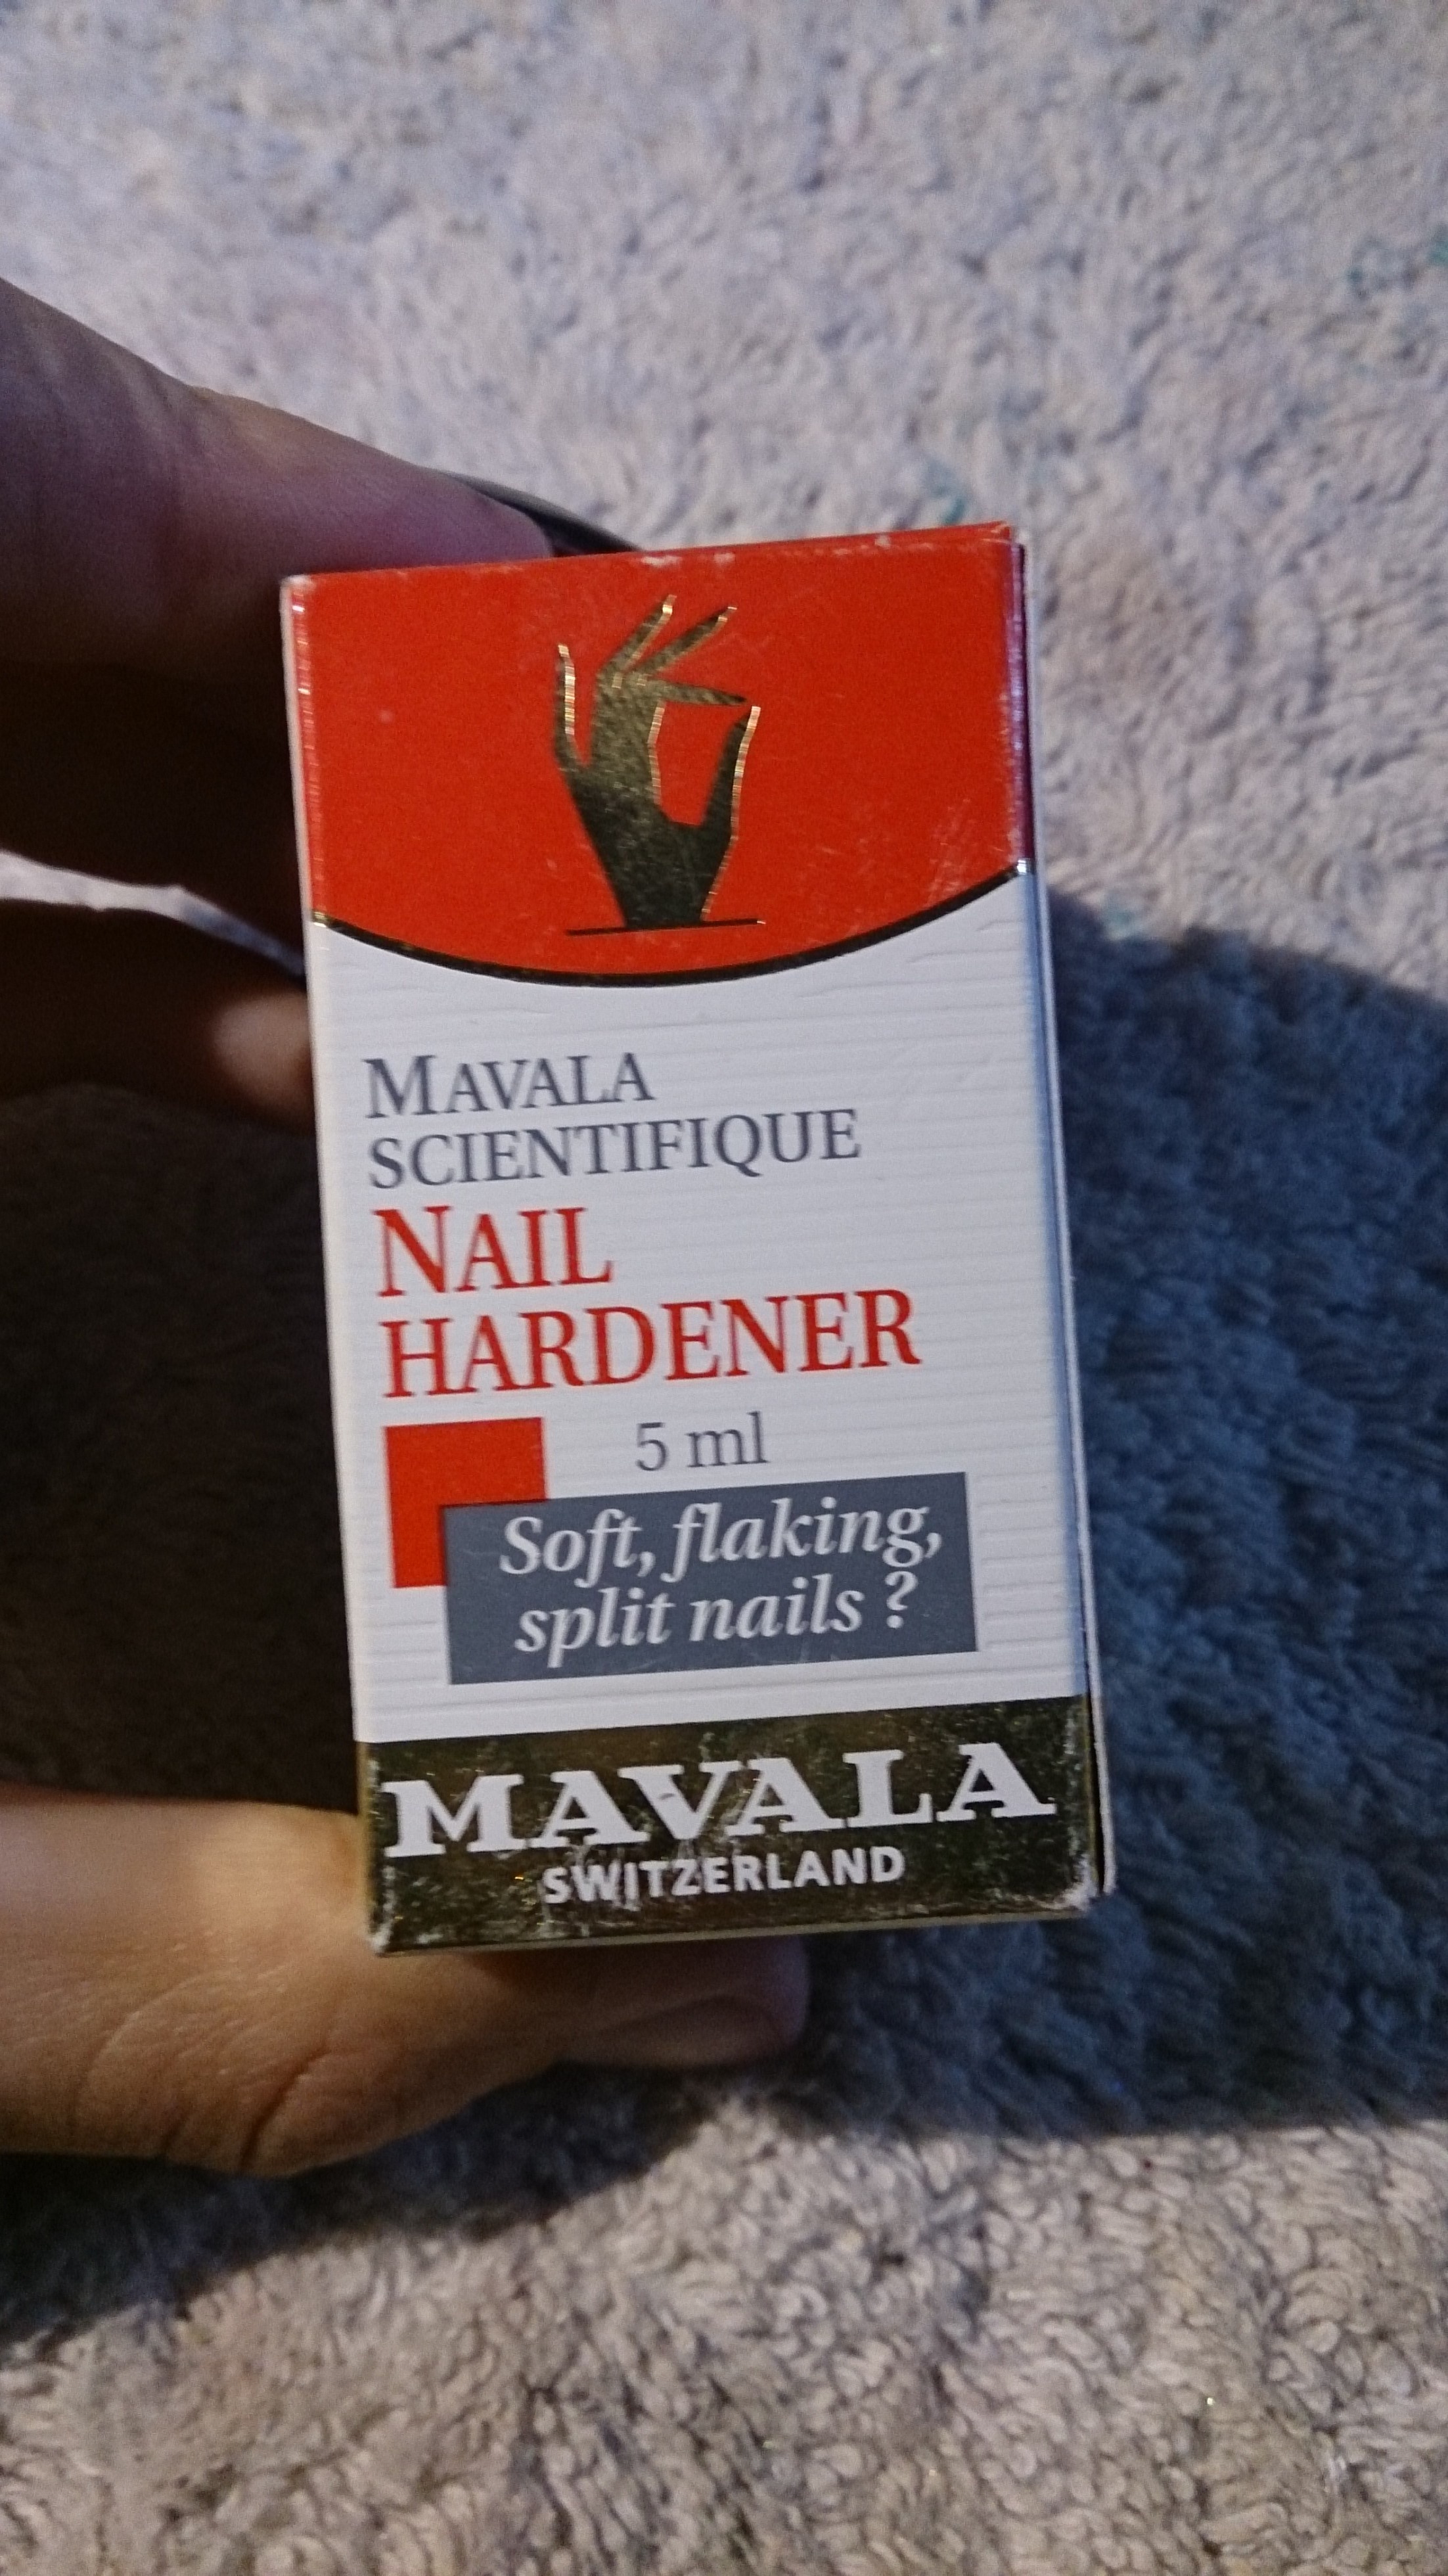 MAVALA
SCIENTIFIQUE
NAIL
HARDENER
5 ml
Soft, flaking,
split nails ?
MAVALA
SWITZERLAND